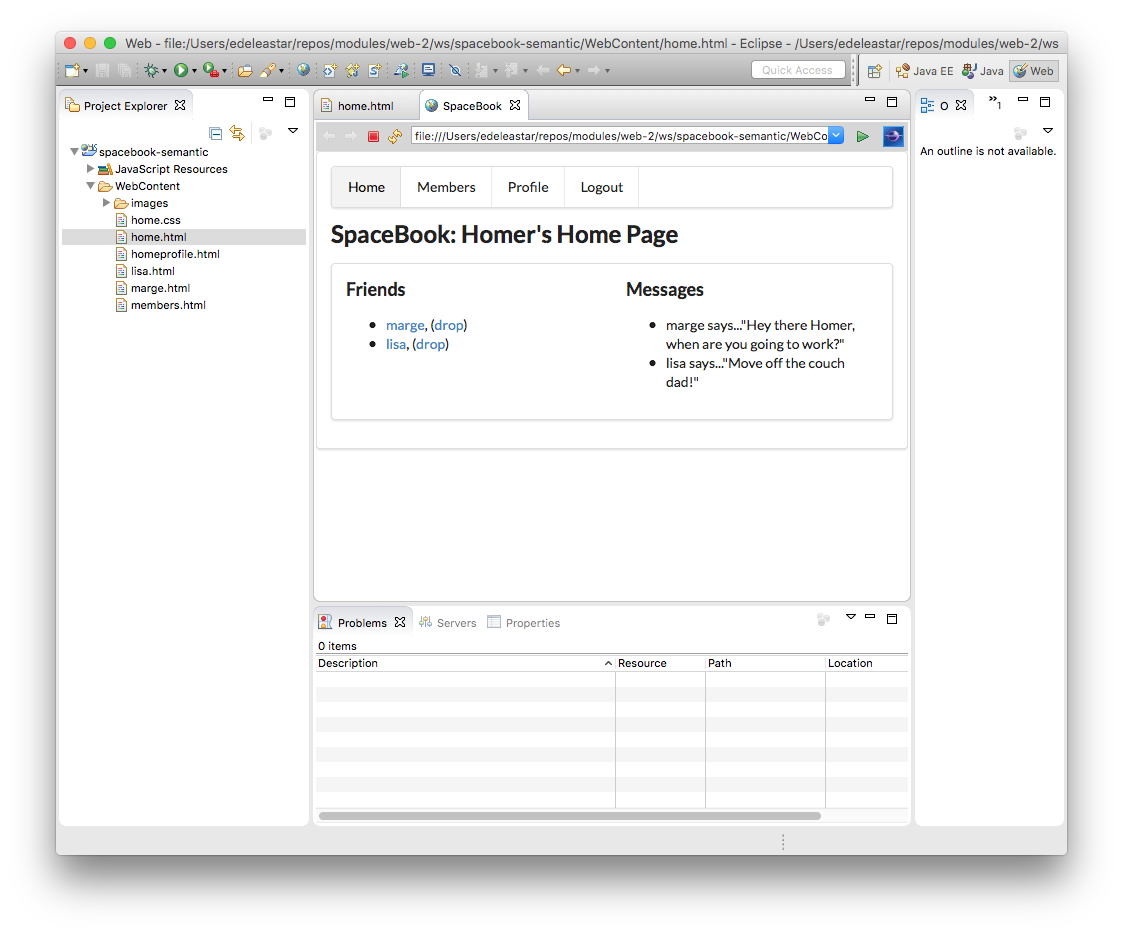 Web - file:/Users/edeleastar/repos/modules/web-2/ws/spacebook-semantic/WebContent/home.html - Eclipse - /Users/edeleastar/repos/modules/web-2/ws
Quick Access
Java EE
Java
Web
Project Explorer
spacebook-semantic
JavaScript Resources
WebContent
images
home.css
home.html
homeprofile.html
lisa.html
marge.html
members.html
home.html
SpaceBook
file:///Users/edeleastar/repos/modules/web-2/ws/spacebook-semantic/WebCo
Home Members Profile Logout
SpaceBook: Homer's Home Page
Friends
marge, (drop)
lisa, (drop)
Messages
marge says..."Hey there Homer,
when are you going to work?"
lisa says..."Move off the couch
dad!"
O
»1
An outline is not available.
Problems
Servers
Properties
0 items
Description Resource Path Location